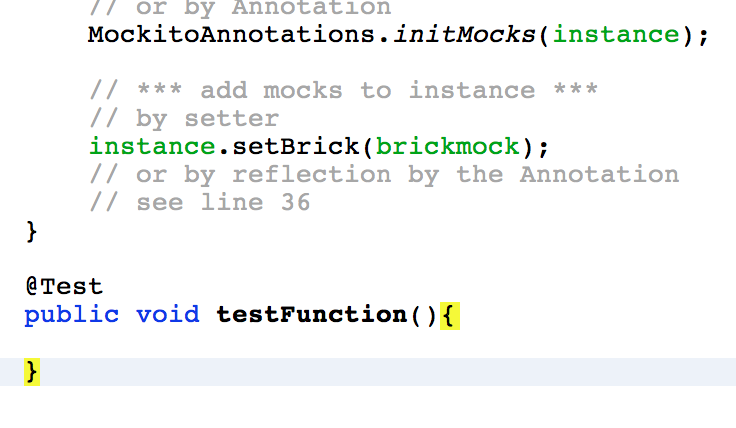 // or by Annotation
MockitoAnnotations.initMocks(instance);
// *** add mocks to instance ***
// by setter
instance.setBrick(brickmock);
// or by reflection by the Annotation
// see line 36
}
@Test
public void testFunction(){
}